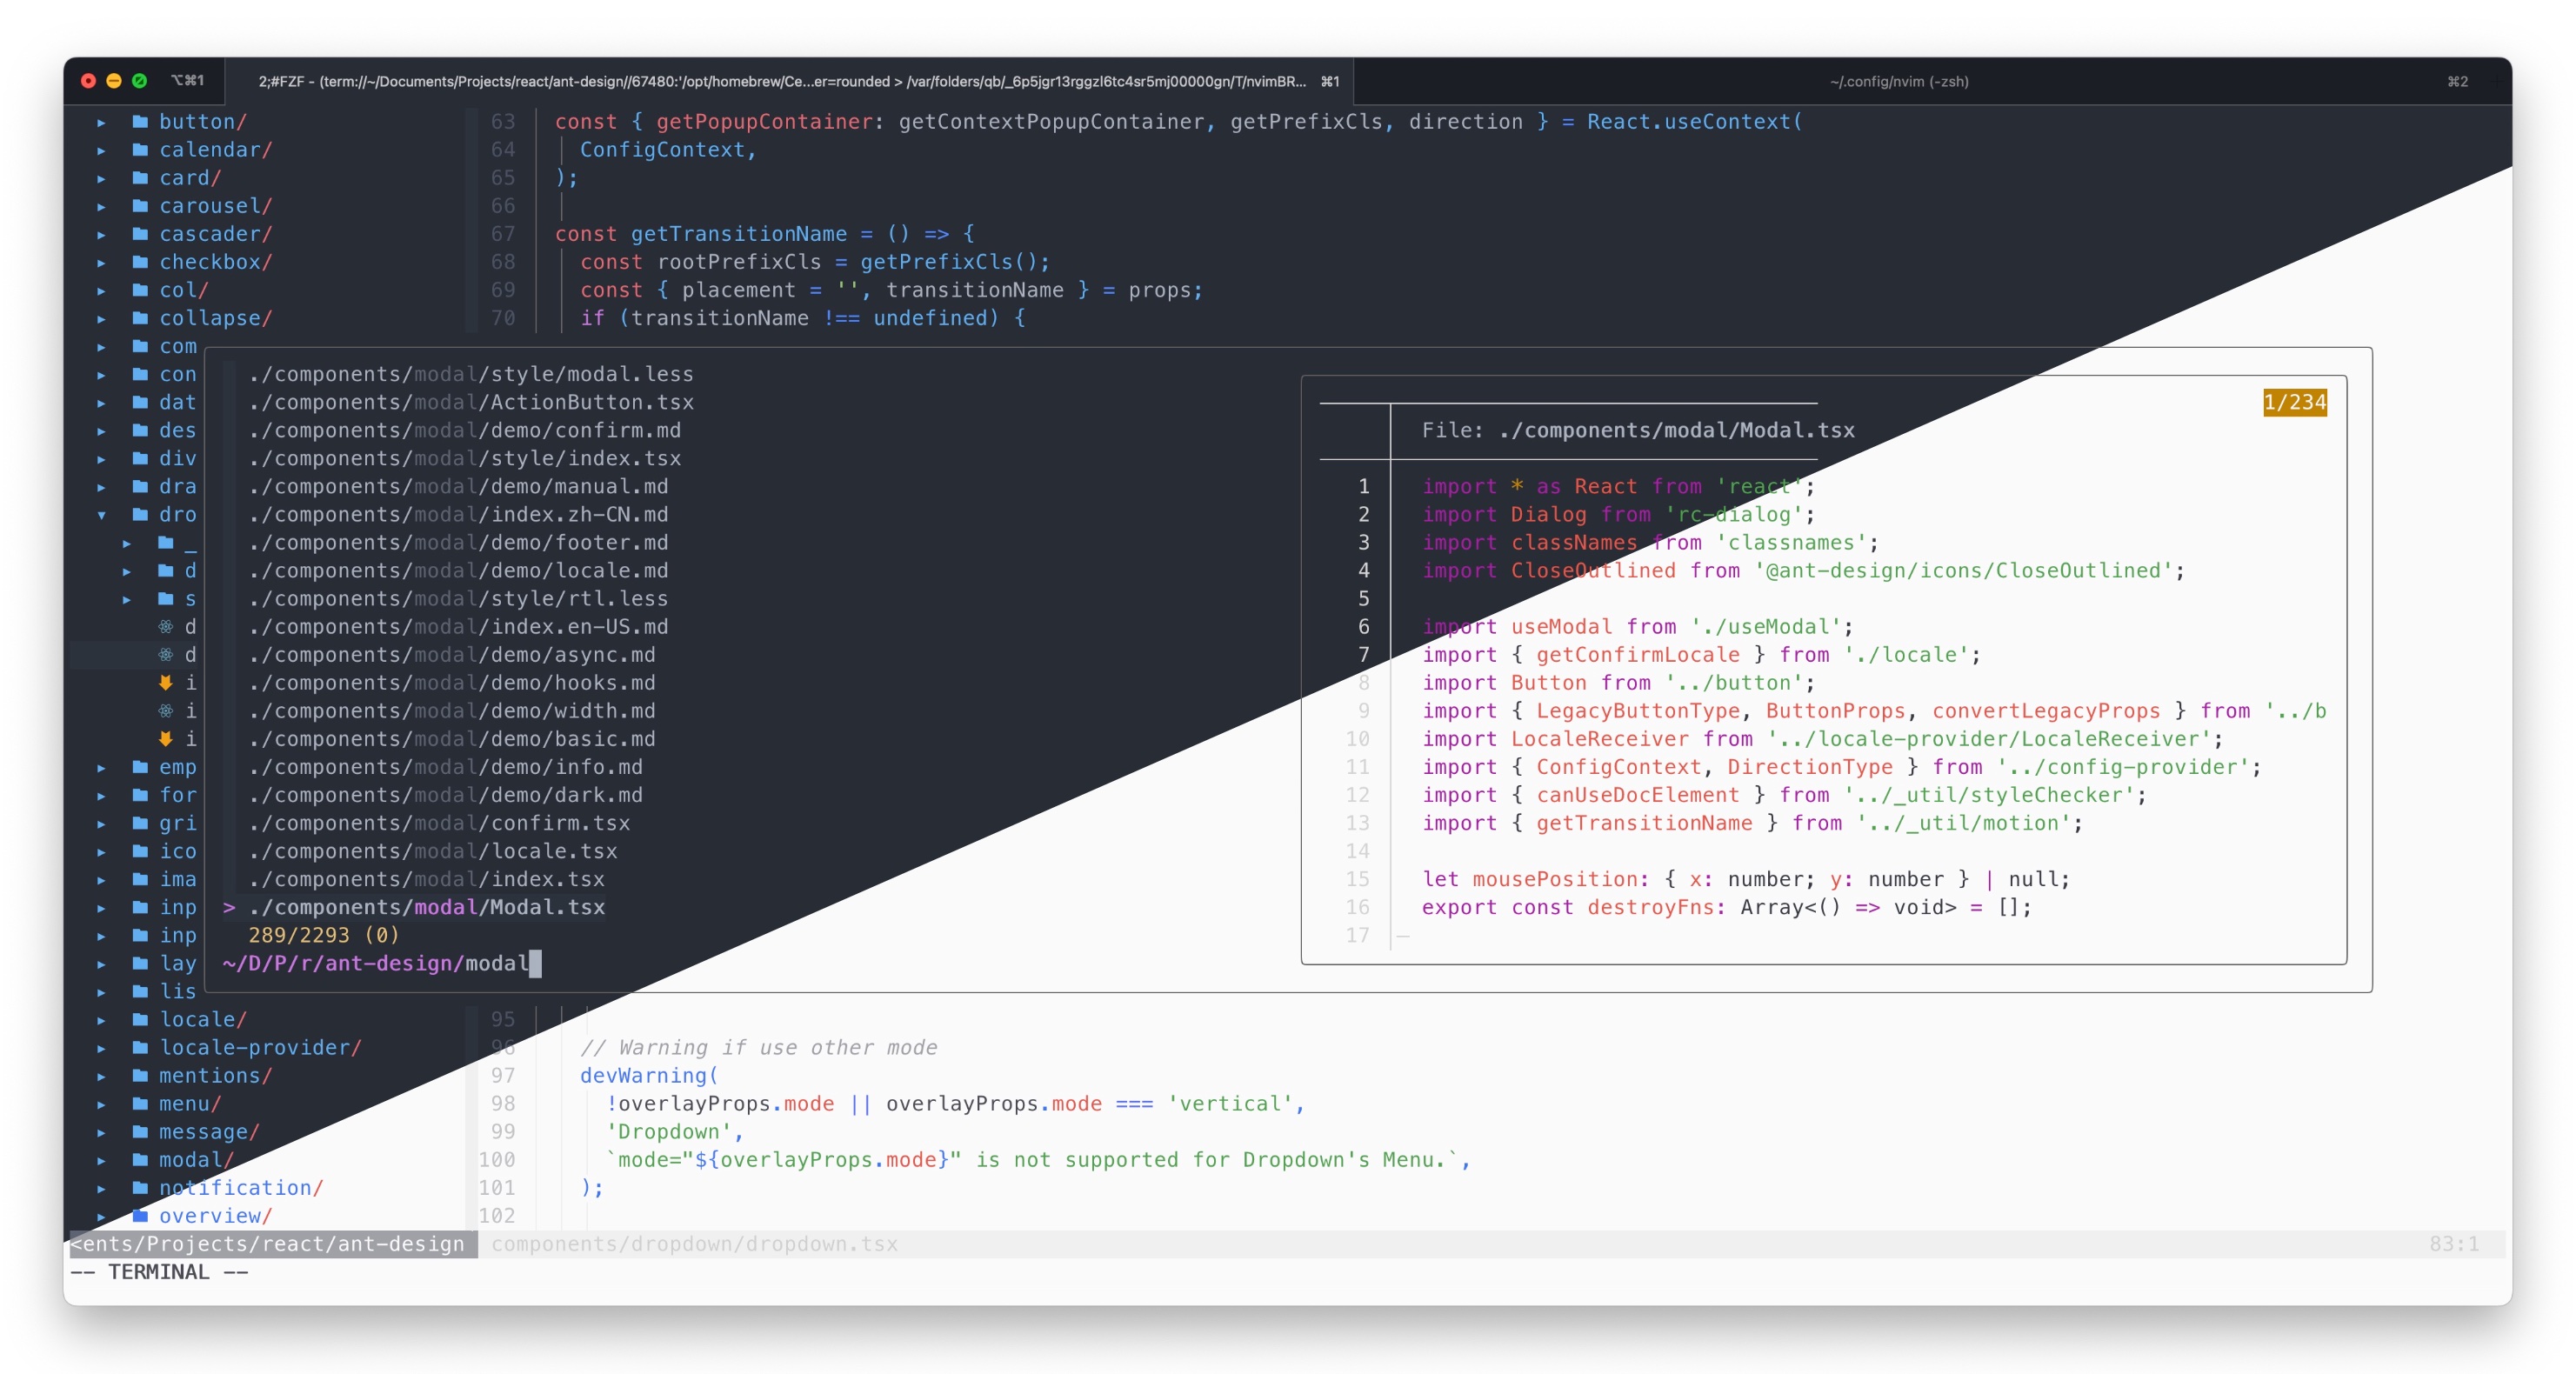 ⌥⌘1
2;#FZF - (term://~/Documents/Projects/react/ant-design//67480:'/opt/homebrew/Ce...er=rounded > /var/folders/qb/_6p5jgr13rggzl6tc4sr5mj00000gn/T/nvimBR... ⌘1
~/.config/nvim (-zsh) ⌘2
button/
calendar/
card/
carousel/
cascader/
checkbox/
col/
collapse/
com
con
dat
des
div
dra
dro
_
d
s
d
d
i
i
i
emp
for
gri
ico
ima
inp
inp
lay
lis
locale/
locale-provider/
mentions/
menu/
message/
modal/
notification/
overview/
63 const { getPopupContainer: getContextPopupContainer, getPrefixCls, direction } = React.useContext(
64 ConfigContext,
65 );
66
67 const getTransitionName = () => {
68 const rootPrefixCls = getPrefixCls();
69 const { placement = '', transitionName } = props;
70 if (transitionName !== undefined) {
./components/modal/style/modal.less
./components/modal/ActionButton.tsx
./components/modal/demo/confirm.md
./components/modal/style/index.tsx
./components/modal/demo/manual.md
./components/modal/index.zh-CN.md
./components/modal/demo/footer.md
./components/modal/demo/locale.md
./components/modal/style/rtl.less
./components/modal/index.en-US.md
./components/modal/demo/async.md
./components/modal/demo/hooks.md
./components/modal/demo/width.md
./components/modal/demo/basic.md
./components/modal/demo/info.md
./components/modal/demo/dark.md
./components/modal/confirm.tsx
./components/modal/locale.tsx
./components/modal/index.tsx
> ./components/modal/Modal.tsx
289/2293 (0)
~/D/P/r/ant-design/modal
1/234
File: ./components/modal/Modal.tsx
1 import * as React from 'react';
2 import Dialog from 'rc-dialog';
3 import classNames from 'classnames';
4 import CloseOutlined from '@ant-design/icons/CloseOutlined';
5
6 import useModal from './useModal';
7 import { getConfirmLocale } from './locale';
8 import Button from '../button';
9 import { LegacyButtonType, ButtonProps, convertLegacyProps } from '../b
10 import LocaleReceiver from '../locale-provider/LocaleReceiver';
11 import { ConfigContext, DirectionType } from '../config-provider';
12 import { canUseDocElement } from '../_util/styleChecker';
13 import { getTransitionName } from '../_util/motion';
14
15 let mousePosition: { x: number; y: number } | null;
16 export const destroyFns: Array<() => void> = [];
17
95
96 // Warning if use other mode
97 devWarning(
98 !overlayProps.mode || overlayProps.mode === 'vertical',
99 'Dropdown',
100 `mode="${overlayProps.mode}" is not supported for Dropdown's Menu.`,
101 );
102
<ents/Projects/react/ant-design components/dropdown/dropdown.tsx 83:1
-- TERMINAL --